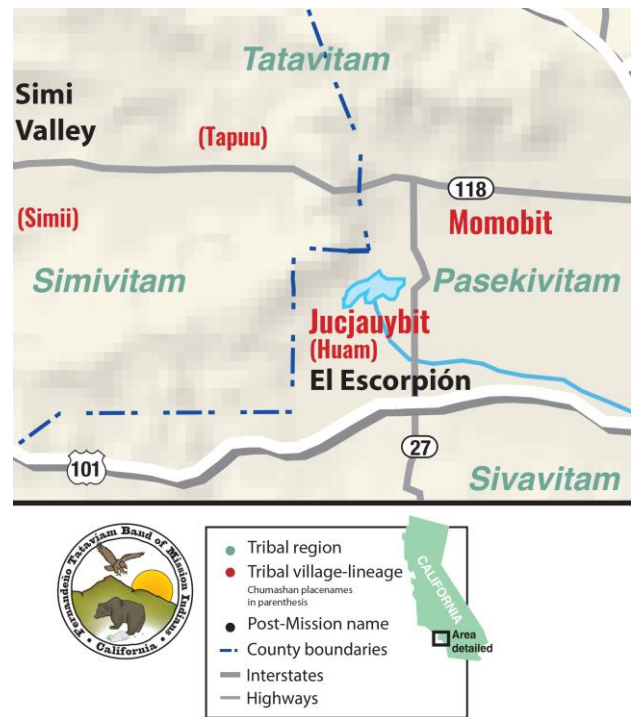 Tatavitam
Simi
Valley
(Tapuu)
118
(Simii)
Momobit
Simivitam
Pasekivitam
Jucjauybit
(Huam)
El Escorpión
27
101
Sivavitam
Fernandeño Tataviam Band of Mission Indians
• California •
Tribal region
Tribal village-lineage
Chumashan placenames
in parenthesis
Post-Mission name
County boundaries
Interstates
Highways
CALIFORNIA
Area
detailed